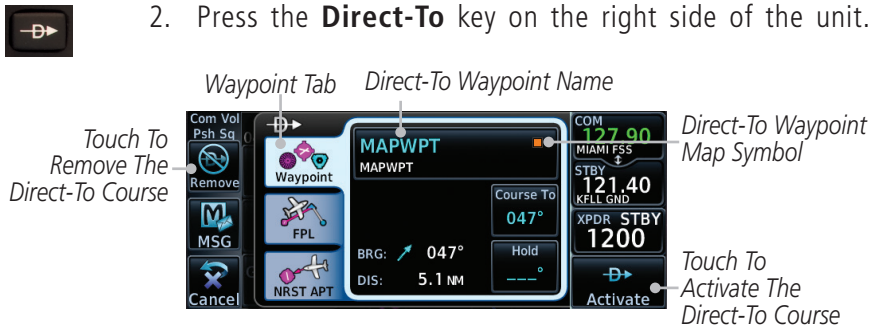 2. Press the Direct-To key on the right side of the unit.
Waypoint Tab
Direct-To Waypoint Name
Touch To
Remove The
Direct-To Course
Direct-To Waypoint
Map Symbol
Touch To
Activate The
Direct-To Course
Com Vol
Psh Sq
Remove
MSG
Cancel
Waypoint
FPL
NRST APT
MAPWPT
MAPWPT
Course To
047°
BRG: 047°
DIS: 5.1 NM
Hold
___°
COM
127.90
MIAMI FSS
STBY
121.40
KFLL GND
XPDR STBY
1200
Activate